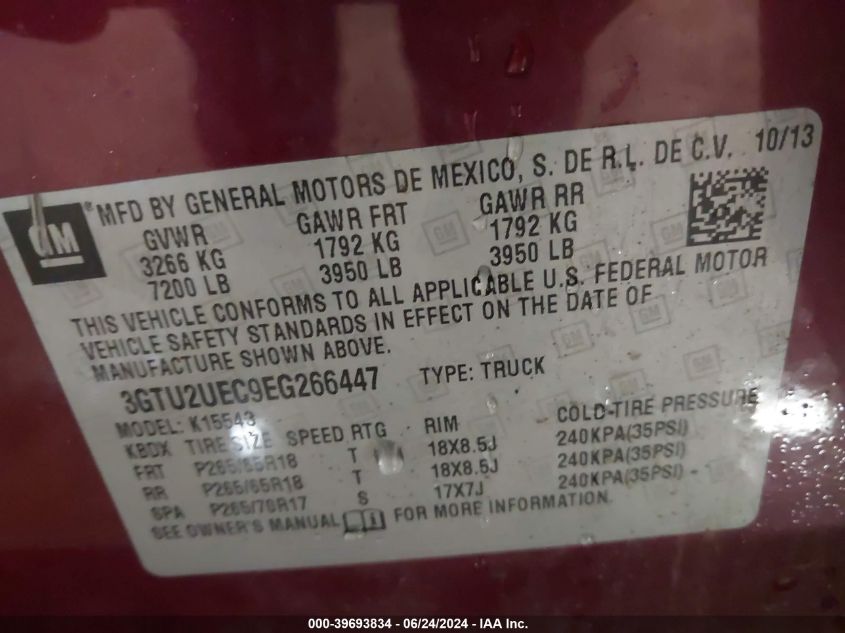 GM ® MFD BY GENERAL MOTORS DE MEXICO, S. DE R.L. DE C.V. 10/13
GVWR GAWR FRT GAWR RR
3266 KG 1792 KG 1792 KG
7200 LB 3950 LB 3950 LB
THIS VEHICLE CONFORMS TO ALL APPLICABLE U.S. FEDERAL MOTOR
VEHICLE SAFETY STANDARDS IN EFFECT ON THE DATE OF
MANUFACTURE SHOWN ABOVE.
3GTU2UEC9EG266447 TYPE: TRUCK
MODEL: K15543
KBDX TIRE SIZE SPEED RTG RIM COLD-TIRE PRESSURE
FRT P265/65R18 T 18X8.5J 240KPA(35PSI)
RR P265/65R18 T 18X8.5J 240KPA(35PSI)
SPA P265/70R17 S 17X7J 240KPA(35PSI)
SEE OWNER'S MANUAL FOR MORE INFORMATION.
000-39693834 / 06/24/2024 - IAA Inc.